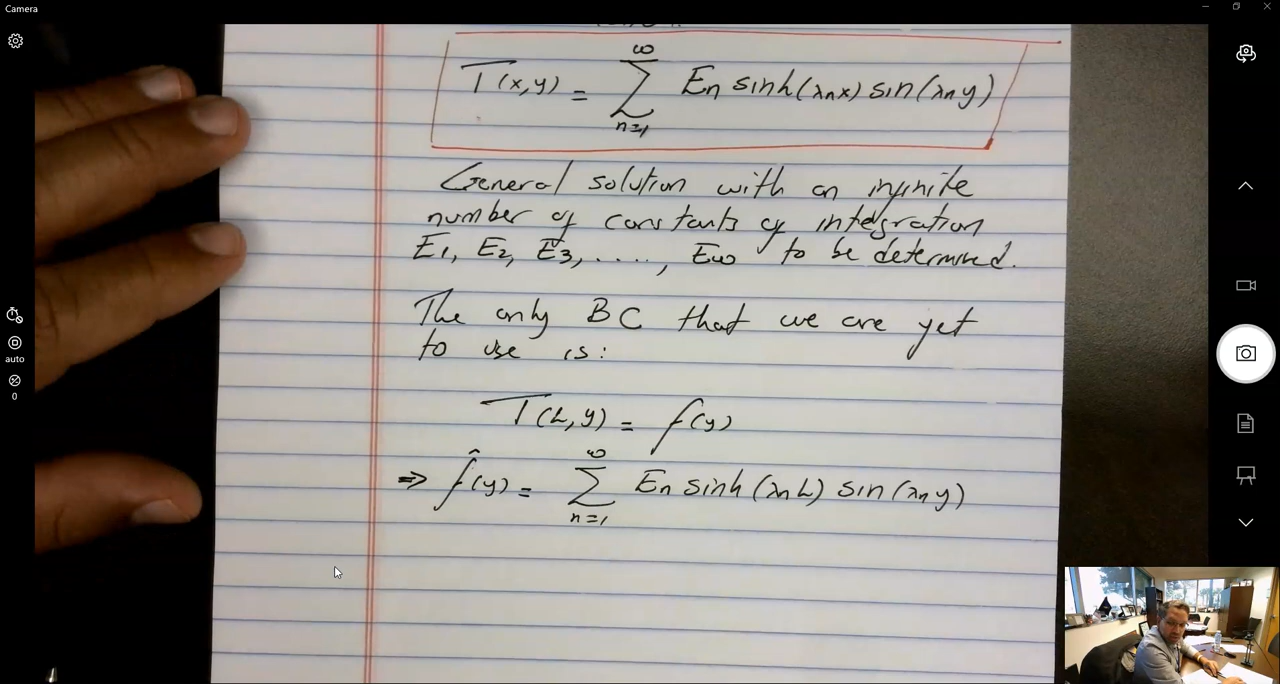 Camera
T(x,y) = ∞ Σ n=1 En sinh(λnx) sin(λny)
General solution with an infinite
number of constants of integration
E1, E2, E3, ...., E∞ to be determined.
The only BC that we are yet
to use is:
T(L,y) = f(y)
⇒ f̂(y) = ∞ Σ n=1 En sinh(λnL) sin(λny)
auto
0